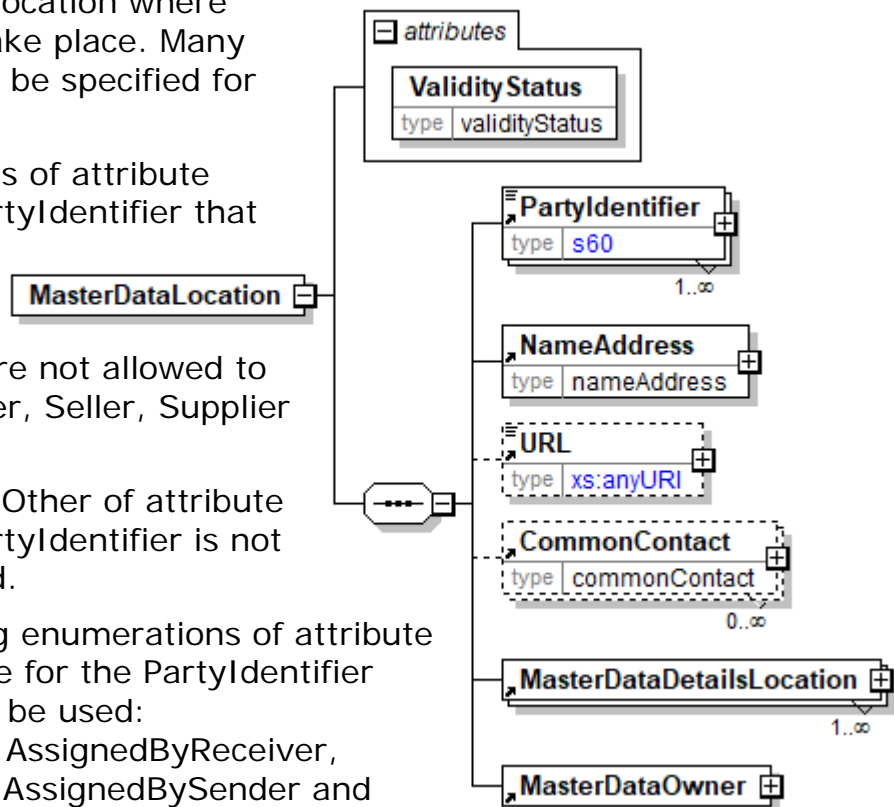 ocation where
ake place. Many
be specified for
s of attribute
rtyIdentifier that
re not allowed to
er, Seller, Supplier
Other of attribute
rtyIdentifier is not
d.
g enumerations of attribute
e for the PartyIdentifier
be used:
AssignedByReceiver,
AssignedBySender and
MasterDataLocation
attributes
ValidityStatus
type validityStatus
PartyIdentifier
type s60
1..∞
NameAddress
type nameAddress
URL
type xs:anyURI
CommonContact
type commonContact
0..∞
MasterDataDetailsLocation
1..∞
MasterDataOwner